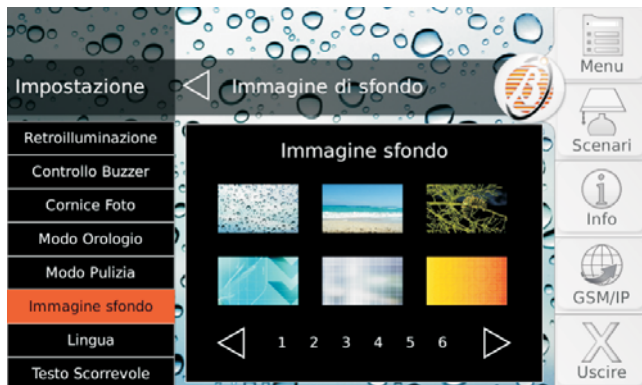 Impostazione
Immagine di sfondo
Retroilluminazione
Controllo Buzzer
Cornice Foto
Modo Orologio
Modo Pulizia
Immagine sfondo
Lingua
Testo Scorrevole
Immagine sfondo
1 2 3 4 5 6
B
Menu
Scenari
Info
GSM/IP
Uscire